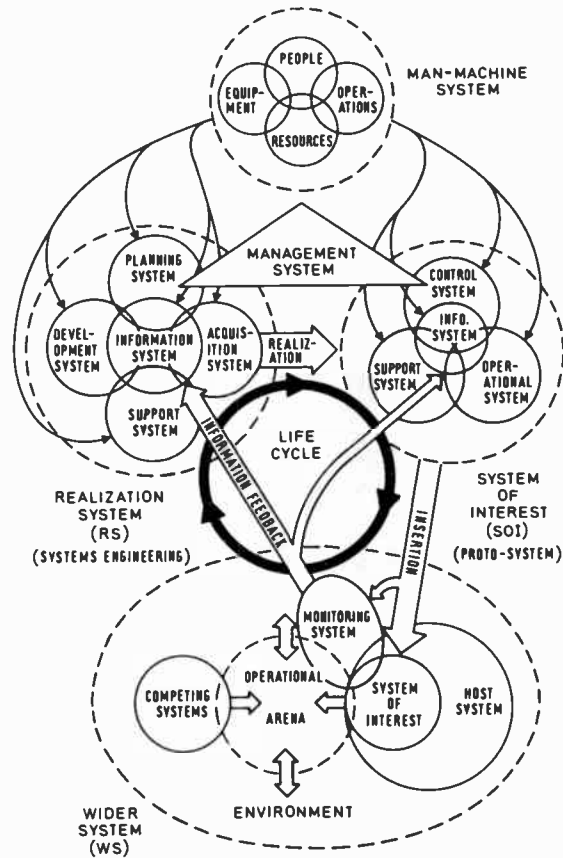 PEOPLE
EQUIP-
MENT
OPER-
ATIONS
RESOURCES
MAN-MACHINE
SYSTEM
MANAGEMENT
SYSTEM
PLANNING
SYSTEM
DEVEL-
OPMENT
SYSTEM
INFORMATION
SYSTEM
ACQUIS-
ITION
SYSTEM
SUPPORT
SYSTEM
REALIZ-
ATION
CONTROL
SYSTEM
INFO.
SYSTEM
SUPPORT
SYSTEM
OPER-
ATIONAL
SYSTEM
LIFE
CYCLE
INFORMATION FEEDBACK
REALIZATION
SYSTEM
(RS)
(SYSTEMS ENGINEERING)
SYSTEM
OF INTEREST
(SOI)
(PROTO-SYSTEM)
INSERTION
MONITORING
SYSTEM
COMPETING
SYSTEMS
OPERATIONAL
ARENA
SYSTEM
OF
INTEREST
HOST
SYSTEM
ENVIRONMENT
WIDER
SYSTEM
(WS)